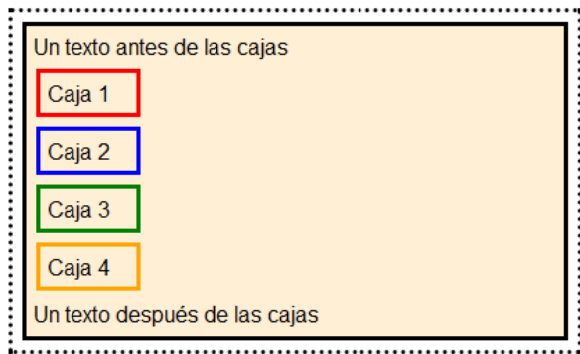 Un texto antes de las cajas
Caja 1
Caja 2
Caja 3
Caja 4
Un texto después de las cajas